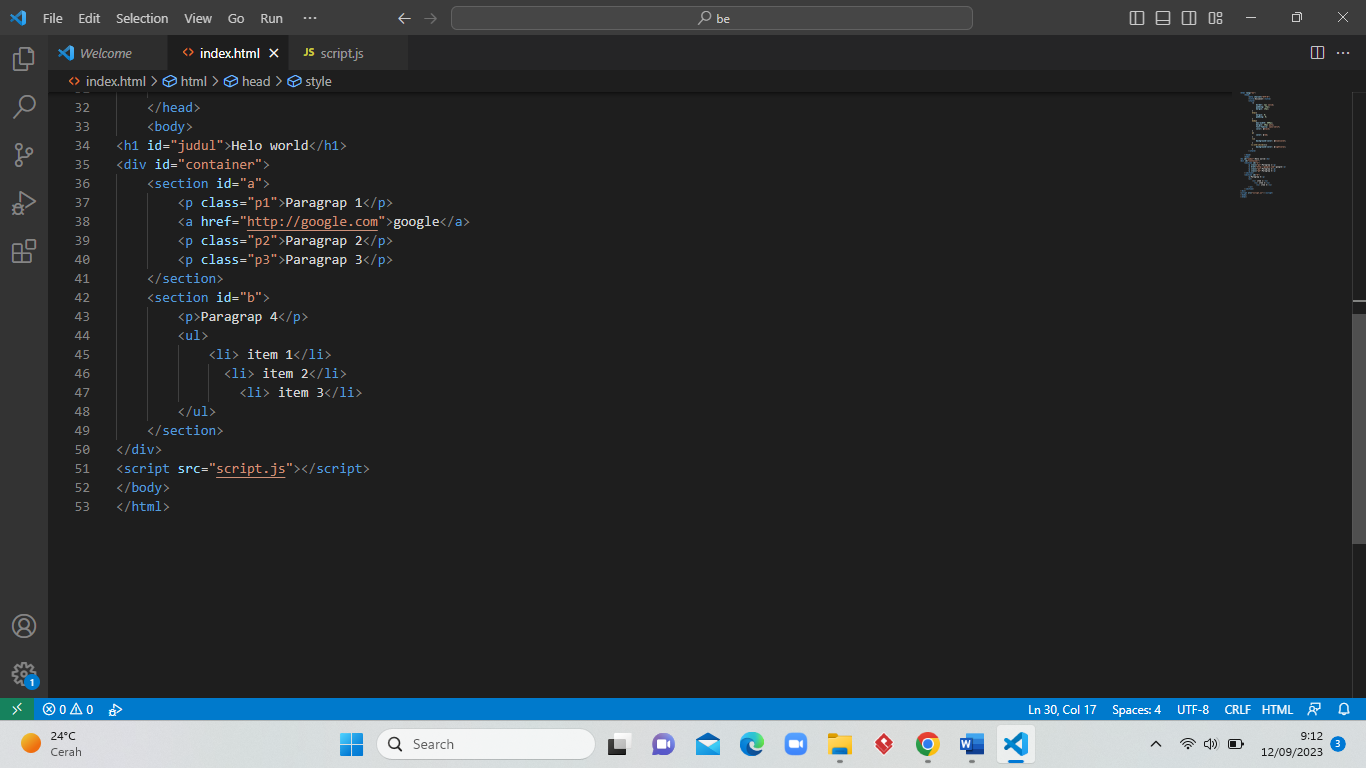 File Edit Selection View Go Run ··· be
Welcome index.html JS script.js
index.html > html > head > style
32 </head>
33 <body>
34 <h1 id="judul">Helo world</h1>
35 <div id="container">
36 <section id="a">
37 <p class="p1">Paragrap 1</p>
38 <a href="http://google.com">google</a>
39 <p class="p2">Paragrap 2</p>
40 <p class="p3">Paragrap 3</p>
41 </section>
42 <section id="b">
43 <p>Paragrap 4</p>
44 <ul>
45 <li> item 1</li>
46 <li> item 2</li>
47 <li> item 3</li>
48 </ul>
49 </section>
50 </div>
51 <script src="script.js"></script>
52 </body>
53 </html>
1
0 0 Ln 30, Col 17 Spaces: 4 UTF-8 CRLF HTML
24°C
Cerah
Search
9:12
12/09/2023
3